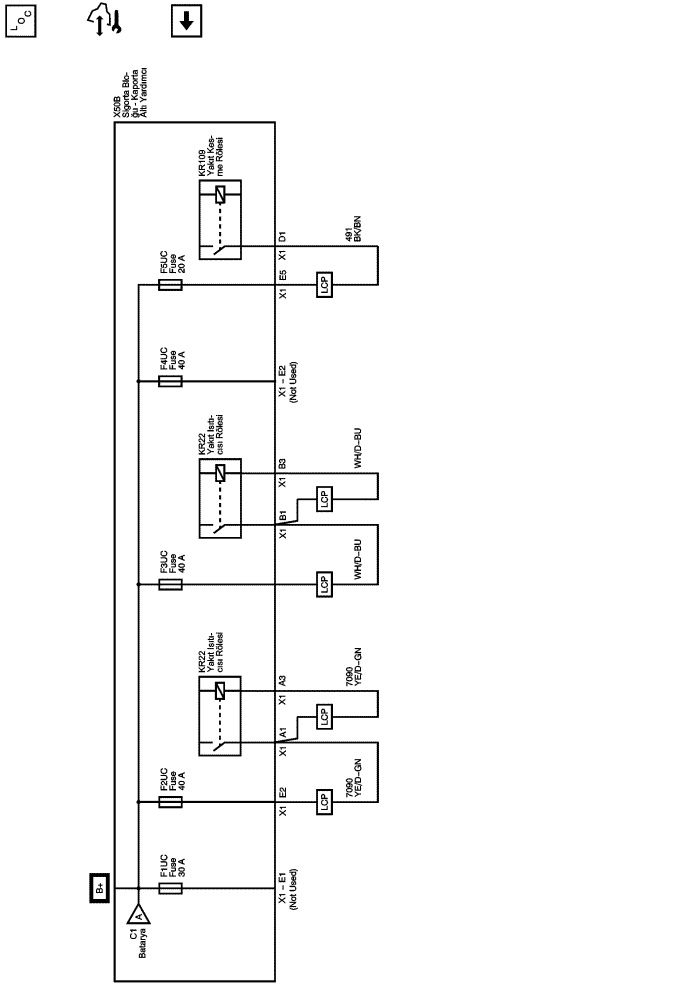 LOC
X50B
Sigorta Blo-
ğu - Kaporta
Altı Yardımcı
KR109
Yakıt Kes-
me Rölesi
X1 D1
491
BK/BN
F5UC
Fuse
20 A
X1 E5
LCP
F4UC
Fuse
40 A
X1 – E2
(Not Used)
KR22
Yakıt Isıtı-
cısı Rölesi
X1 B3
WH/D–BU
LCP
X1 B1
F3UC
Fuse
40 A
LCP
WH/D–BU
KR22
Yakıt Isıtı-
cısı Rölesi
X1 A3
7090
YE/D–GN
LCP
X1 A1
F2UC
Fuse
40 A
X1 E2
LCP
7090
YE/D–GN
B+
F1UC
Fuse
30 A
X1 – E1
(Not Used)
A
C1
Batarya